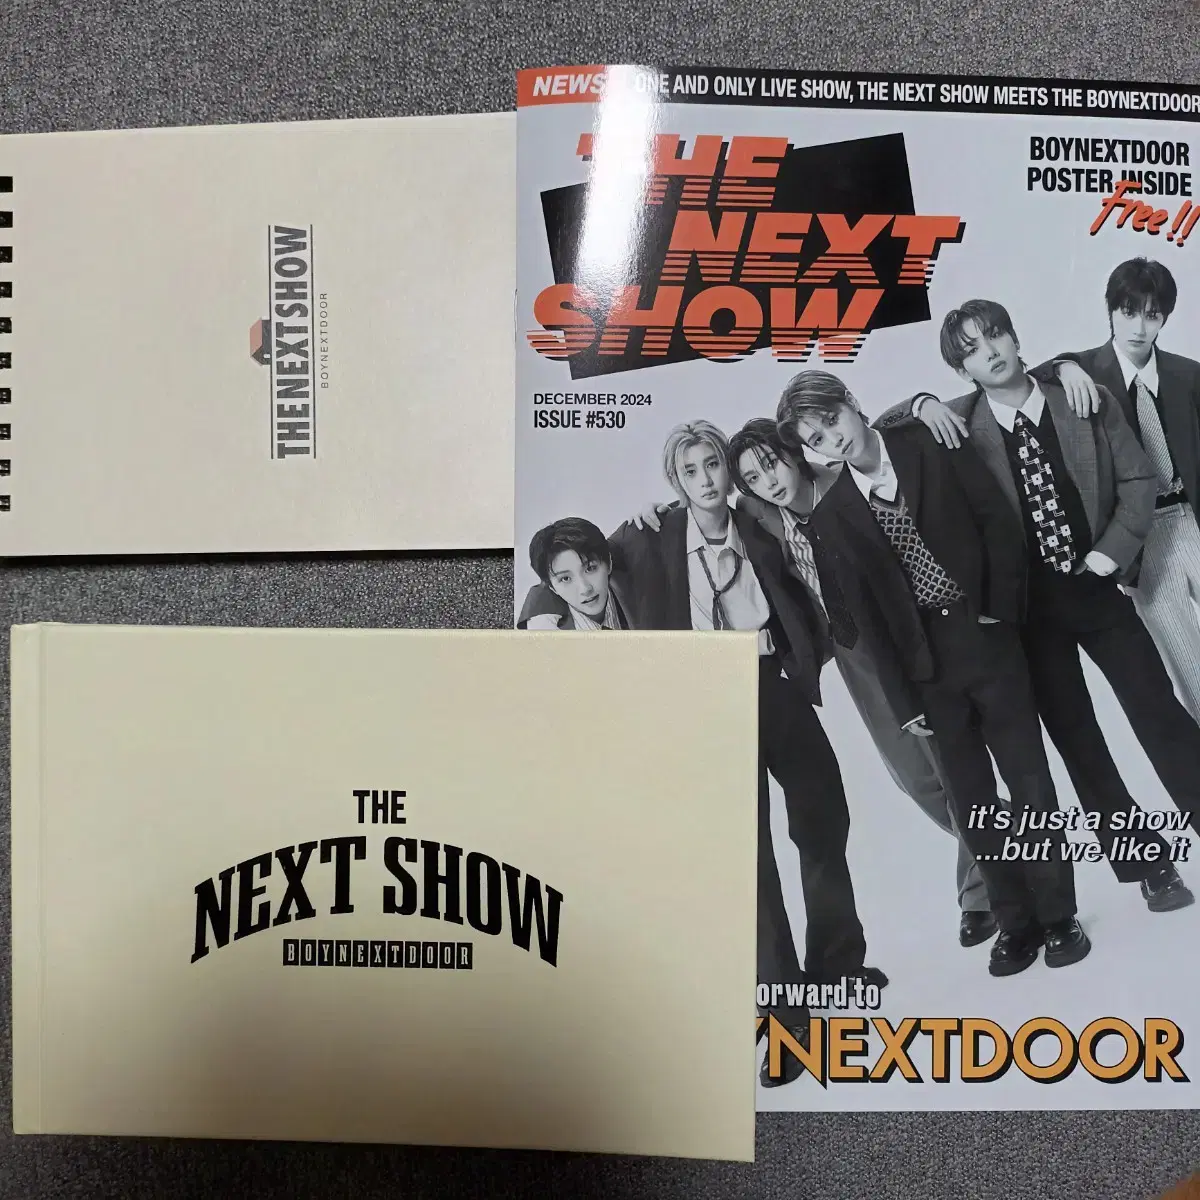 THE NEXT SHOW
BOYNEXTDOOR
NEWS ONE AND ONLY LIVE SHOW, THE NEXT SHOW MEETS THE BOYNEXTDOOR
THE
NEXT
SHOW
BOYNEXTDOOR
POSTER INSIDE
Free!!
DECEMBER 2024
ISSUE #530
it's just a show
...but we like it
to
THE
NEXT SHOW
BOYNEXTDOOR